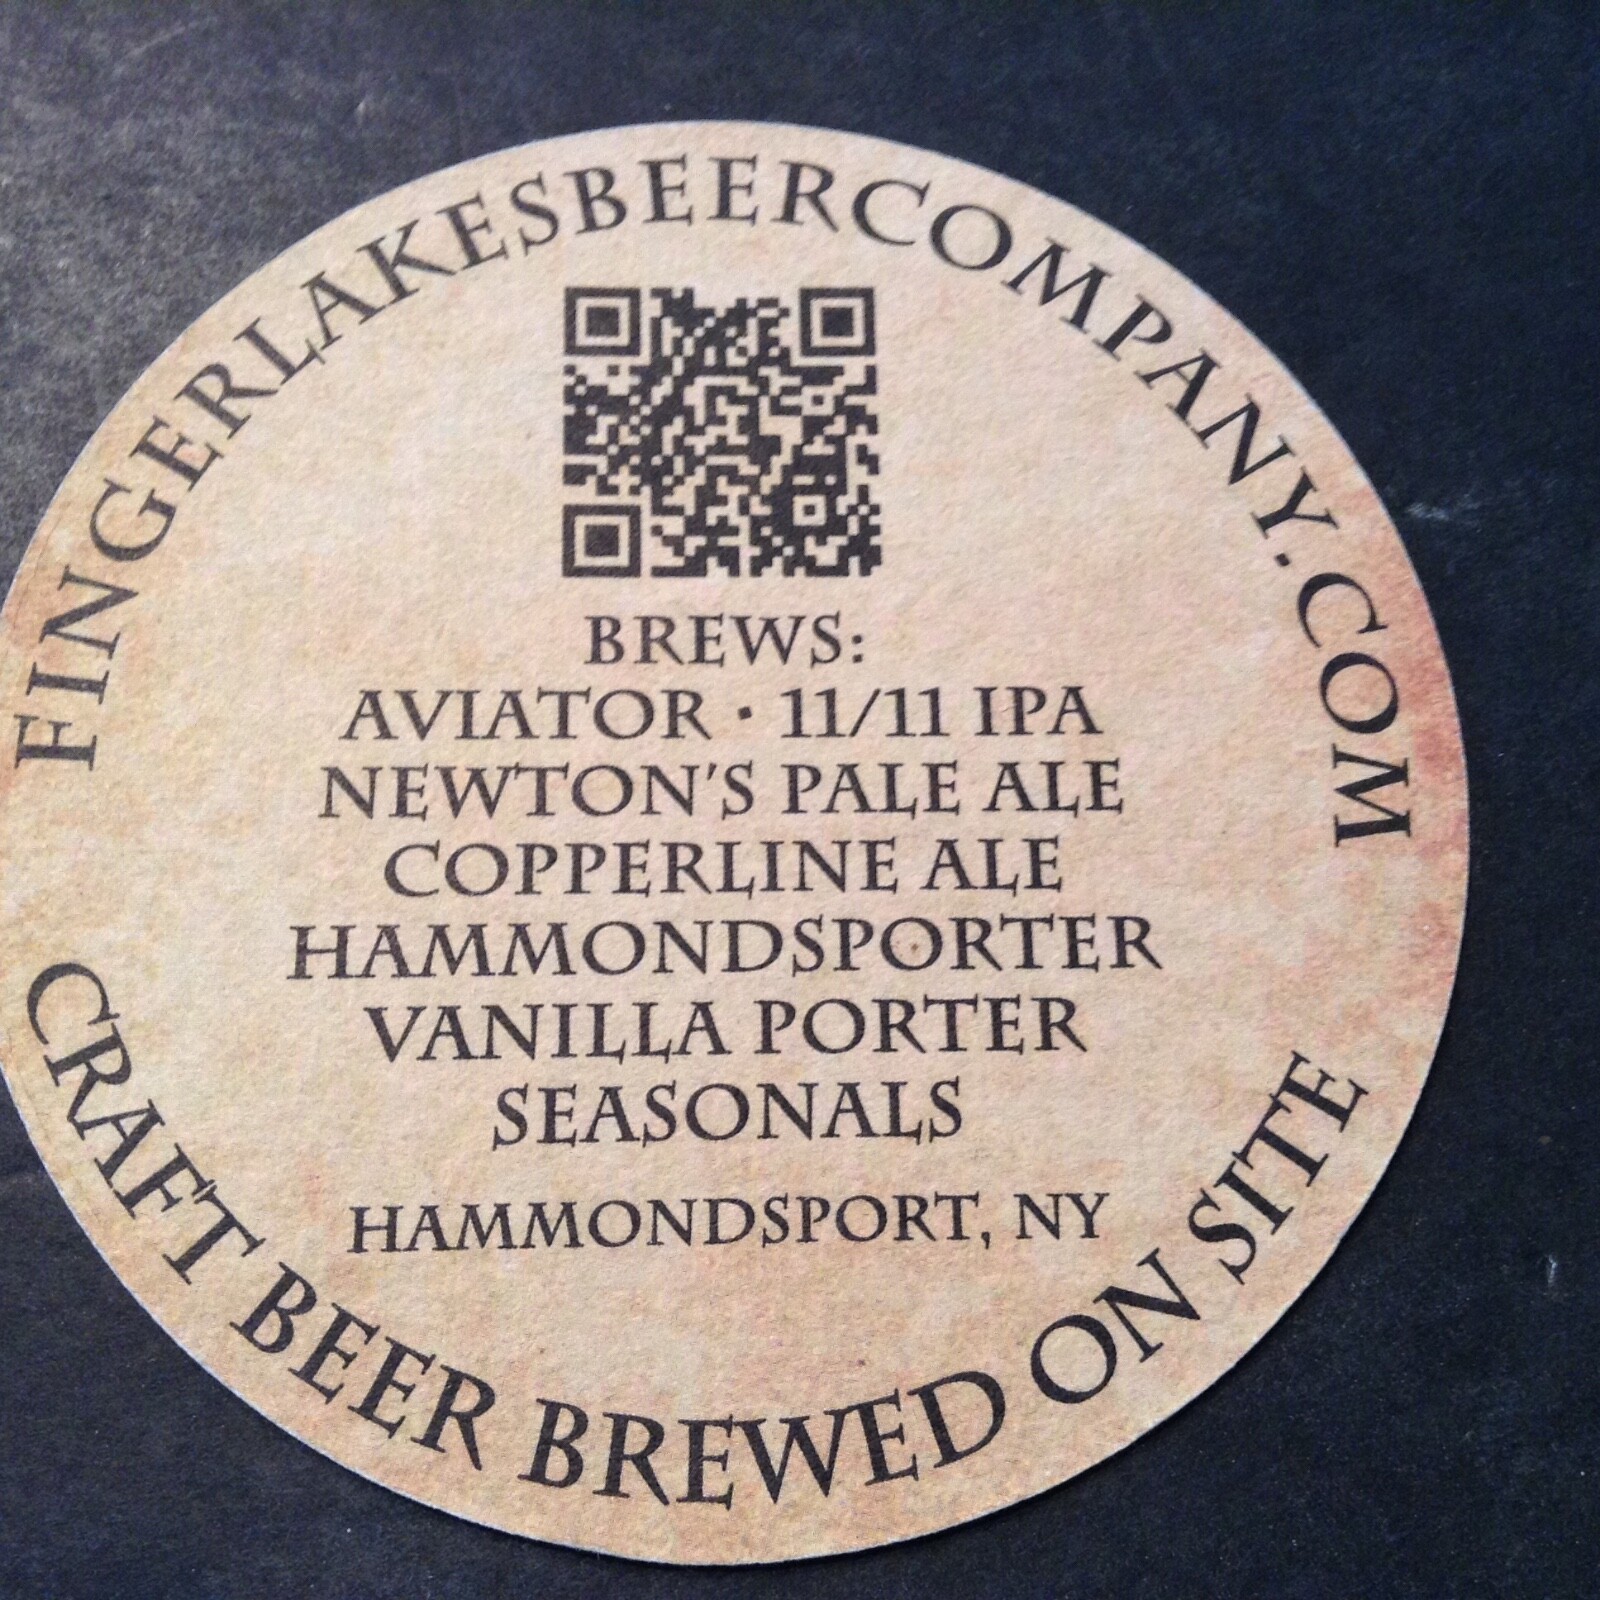 FINGERLAKESBEERCOMPANY.COM
BREWS:
AVIATOR · 11/11 IPA
NEWTON'S PALE ALE
COPPERLINE ALE
HAMMONDSPORTER
VANILLA PORTER
SEASONALS
HAMMONDSPORT, NY
CRAFT BEER BREWED ON SITE